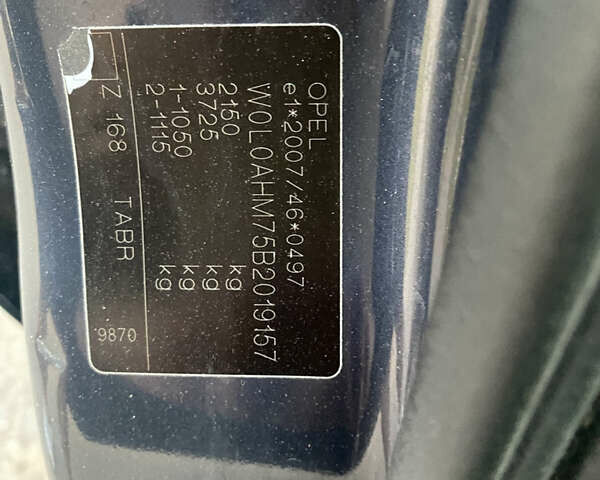 OPEL
e1*2007/46*0497
W0L0AHM75B2019157
2150 kg
3725 kg
1-1050 kg
2-1115 kg
Z 168 TABR 9870